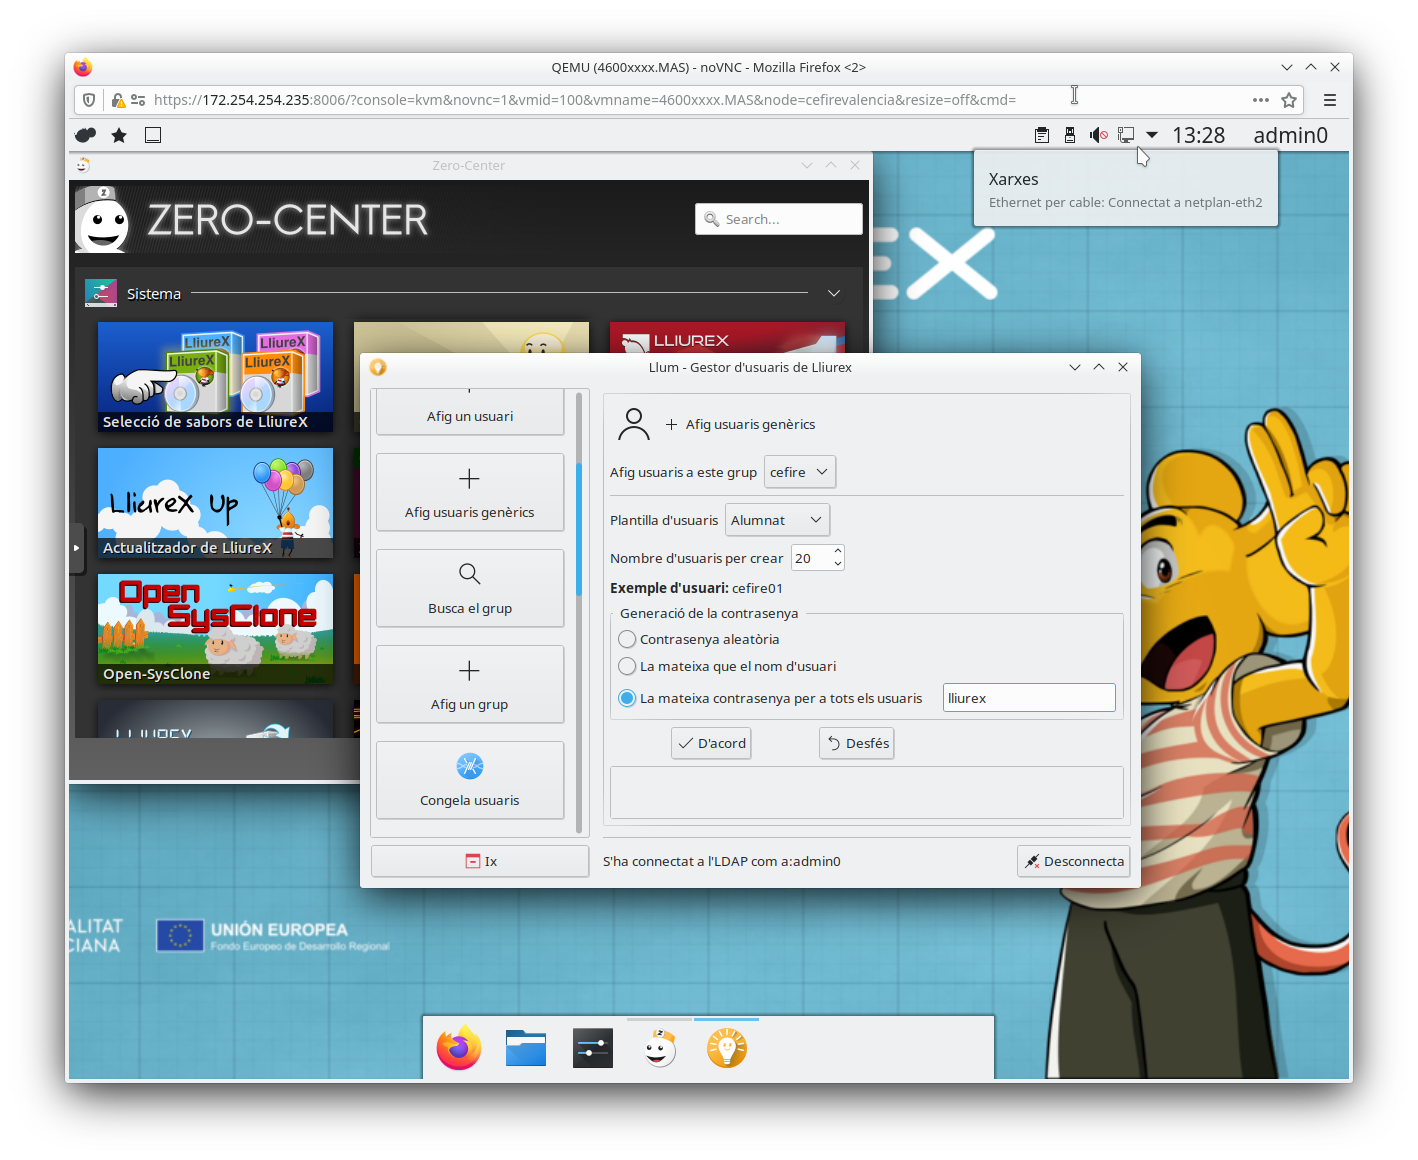 QEMU (4600xxxx.MAS) - noVNC - Mozilla Firefox <2>
https://172.254.254.235:8006/?console=kvm&novnc=1&vmid=100&vmname=4600xxxx.MAS&node=cefirevalencia&resize=off&cmd=
13:28 admin0
Zero-Center
Xarxes
Ethernet per cable: Connectat a netplan-eth2
ZERO-CENTER
Search...
EX
Sistema
LliureX
LliureX
LliureX
LliureX
Selecció de sabors de LliureX
LLIUREX
LliureX Up
Actualitzador de LliureX
Open
SysClone
Open-SysClone
LLIUREX
Llum - Gestor d'usuaris de Lliurex
Afig un usuari
Afig usuaris genèrics
Busca el grup
Afig un grup
Congela usuaris
Ix
Afig usuaris genèrics
Afig usuaris a este grup cefire
Plantilla d'usuaris Alumnat
Nombre d'usuaris per crear 20
Exemple d'usuari: cefire01
Generació de la contrasenya
Contrasenya aleatòria
La mateixa que el nom d'usuari
La mateixa contrasenya per a tots els usuaris lliurex
D'acord Desfés
S'ha connectat a l'LDAP com a:admin0
Desconnecta
ALITAT
CIANA
UNIÓN EUROPEA
Fondo Europeo de Desarrollo Regional